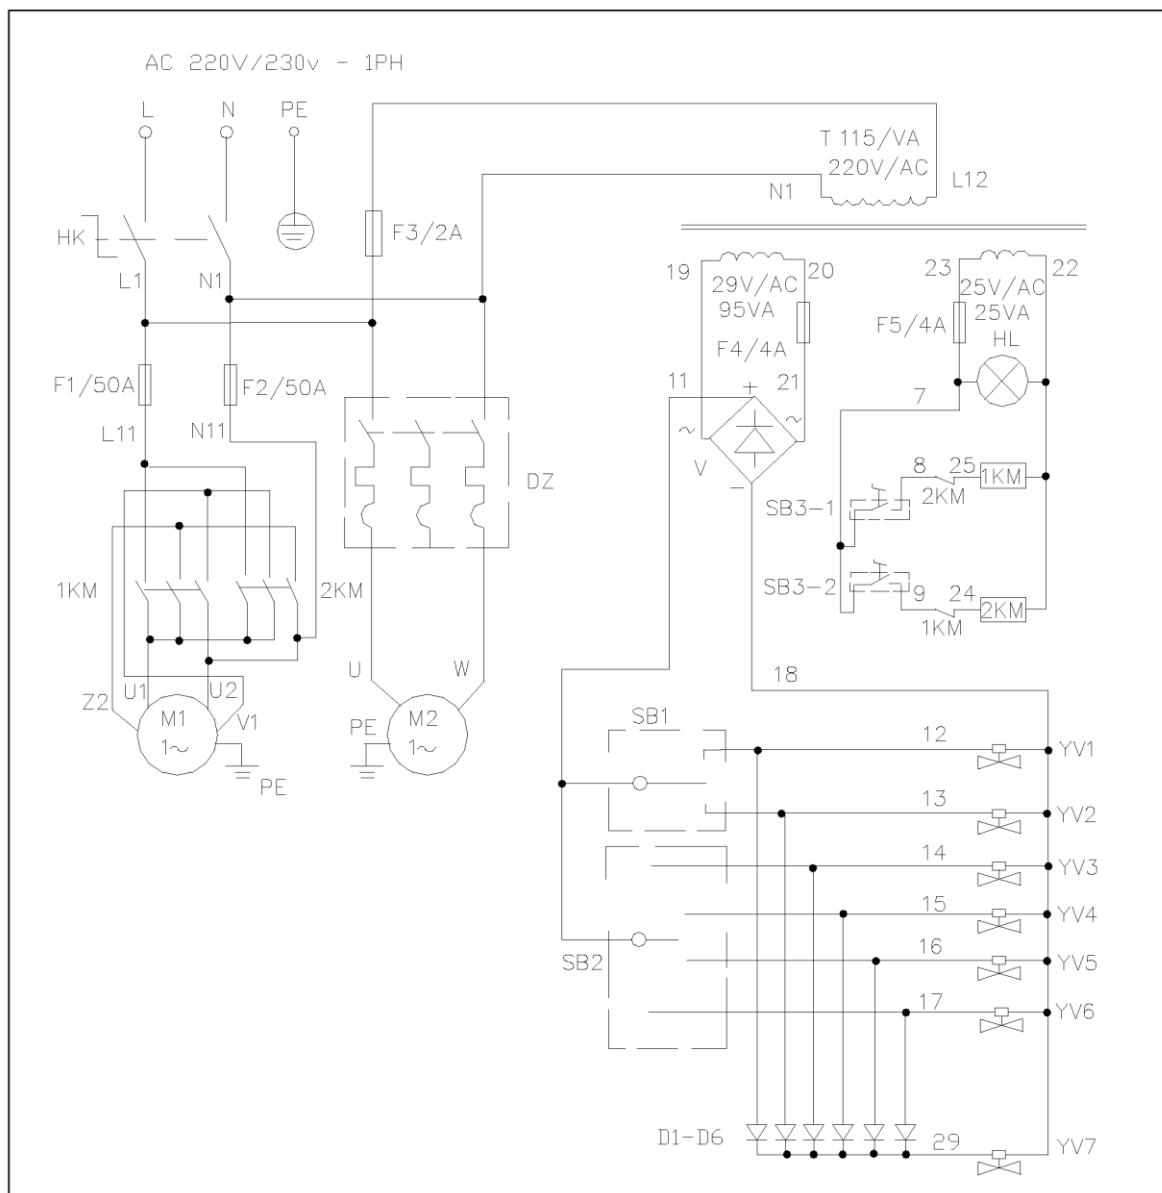 AC 220V/230v - 1PH
L N PE
T 115/VA
220V/AC
N1 L12
HK F3/2A
L1 N1
19 20 23 22
29V/AC 25V/AC
95VA 25VA
F5/4A HL
F4/4A
F1/50A F2/50A
11 + 21 7
L11 N11
~ ~
V
DZ
-
8 25 1KM
2KM
SB3-1
1KM 2KM
SB3-2
9 24 2KM
1KM
U W
18
Z2 U1 U2 V1
M1 M2
1~ 1~
PE
PE
SB1
12 YV1
13 YV2
14 YV3
15 YV4
16 YV5
SB2
17 YV6
D1-D6 29 YV7